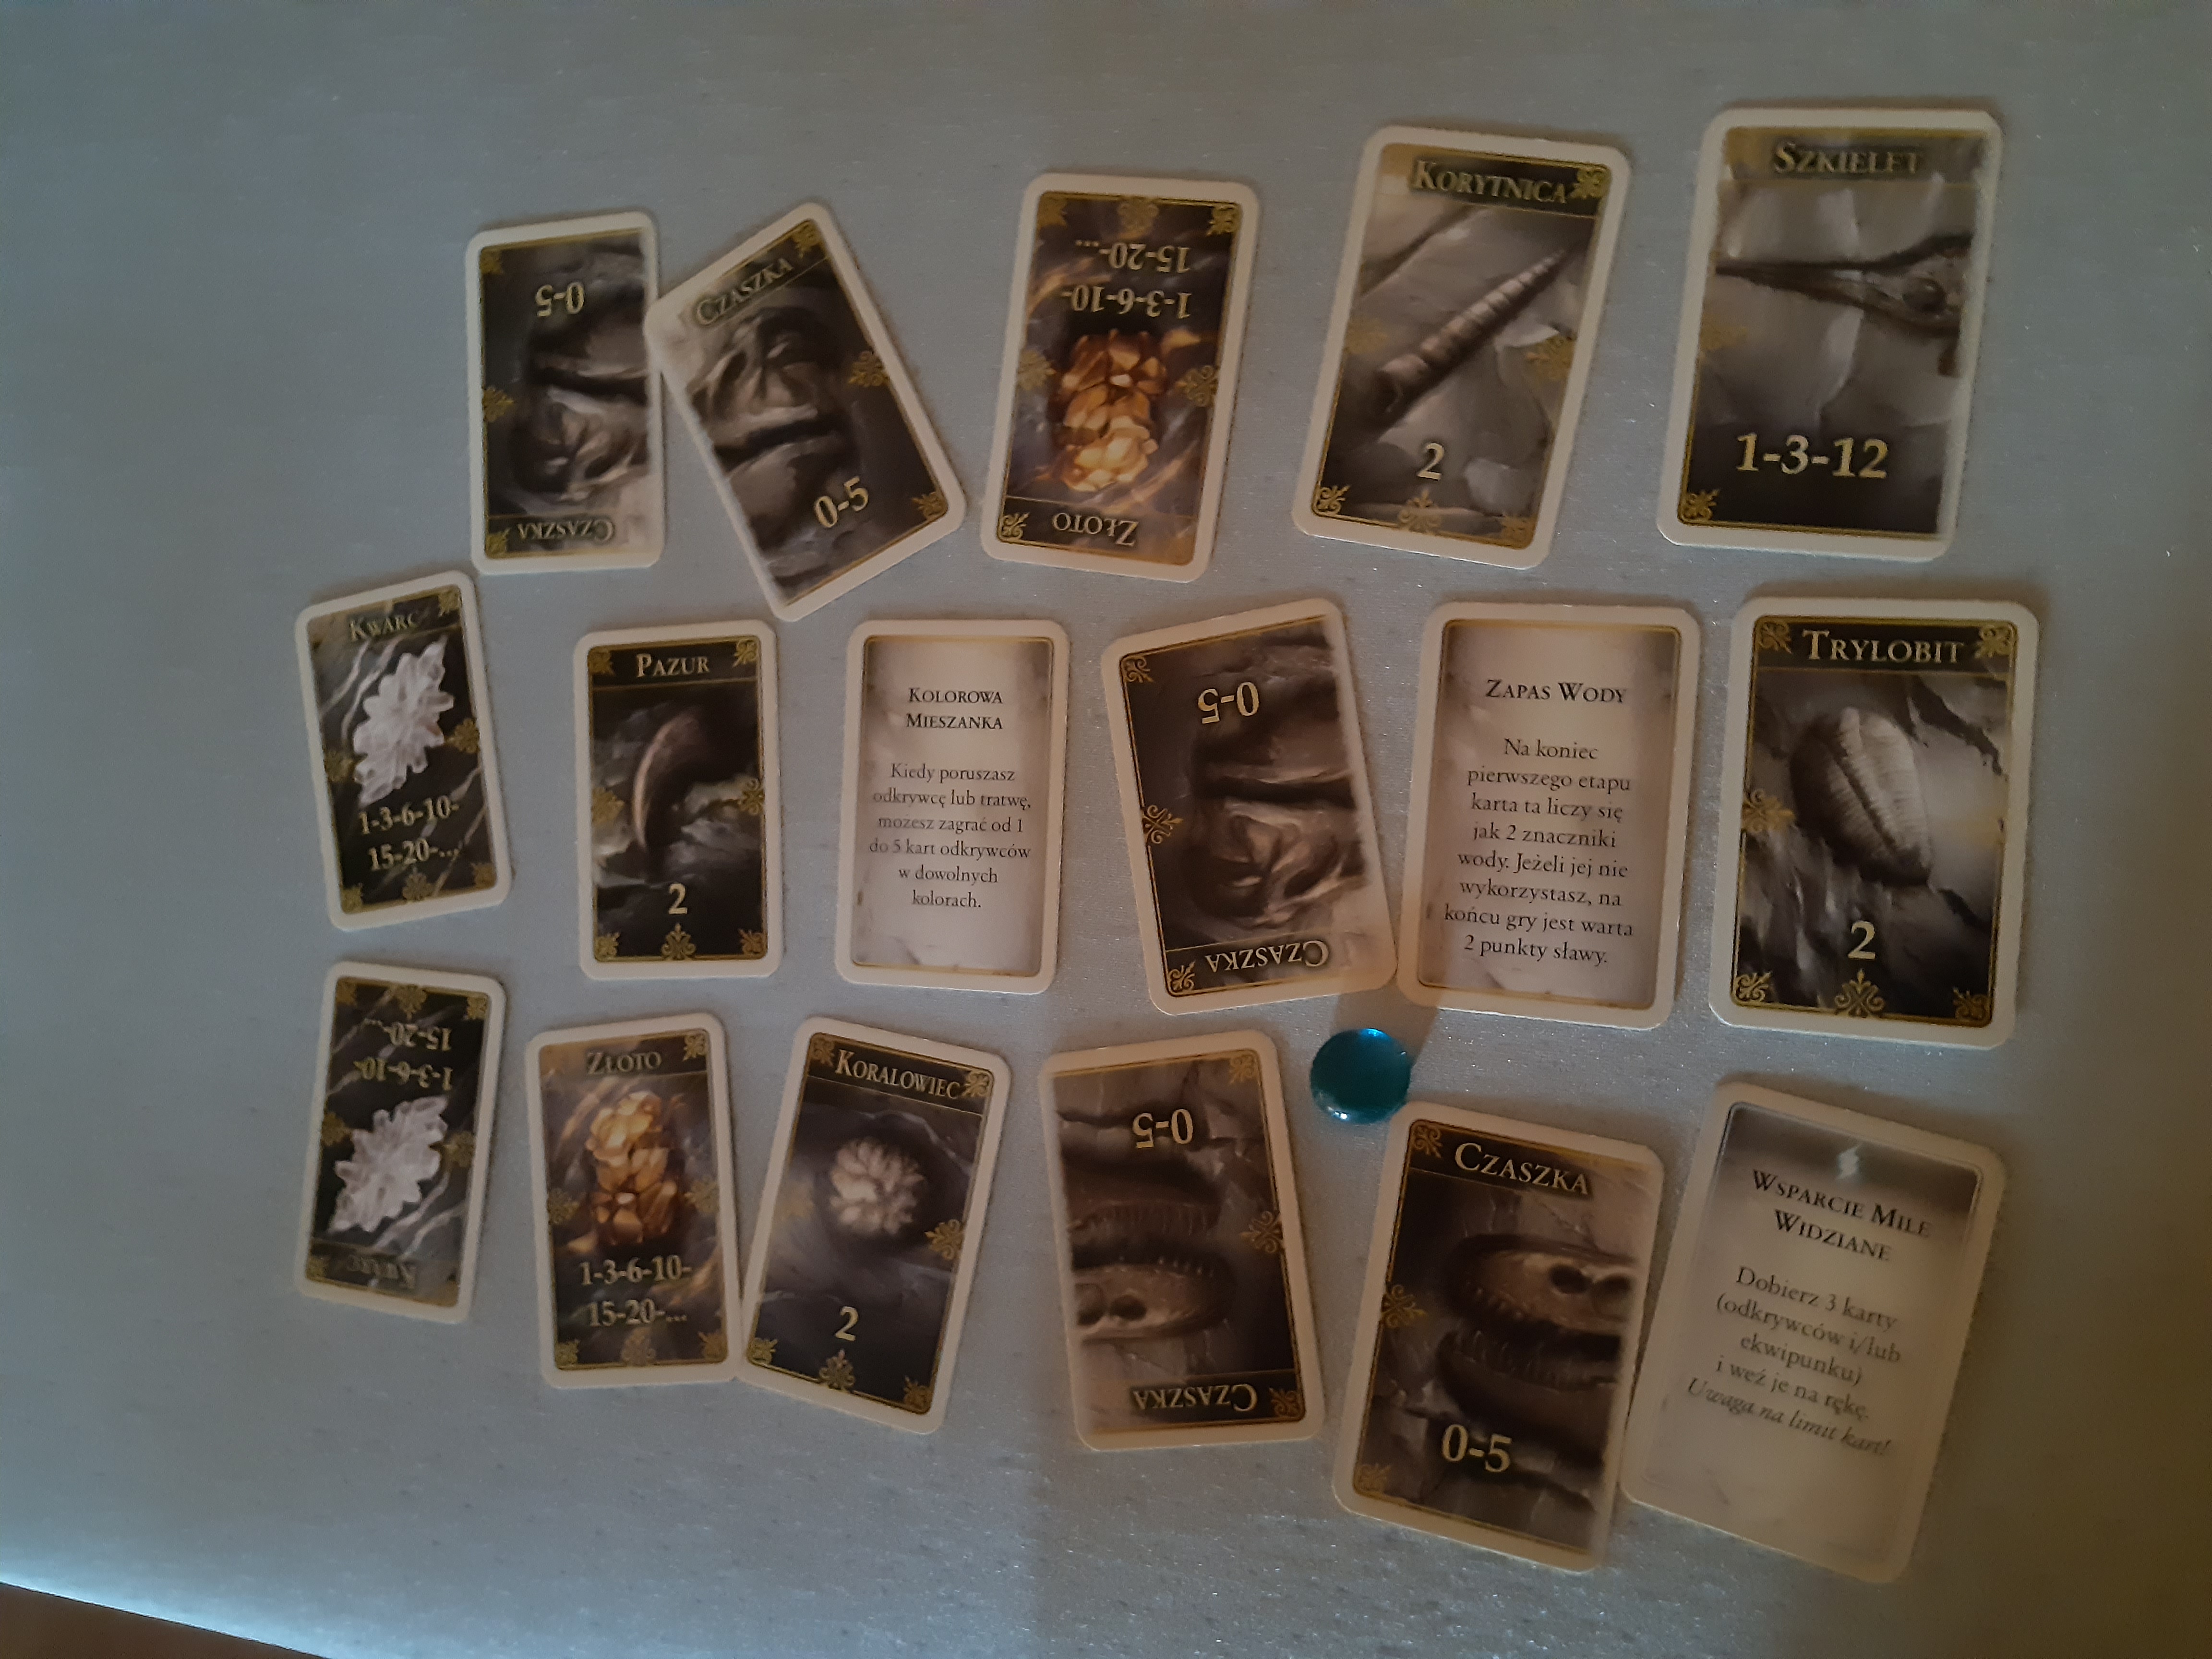 0-5
CZASZKA
CZASZKA
0-5
15-20-...
1-3-6-10-
ZŁOTO
KORYTNICA
2
SZKIELET
1-3-12
KWARC
1-3-6-10-
15-20-...
PAZUR
2
KOLOROWA
MIESZANKA
Kiedy poruszasz
odkrywcę lub tratwę,
możesz zagrać od 1
do 5 kart odkrywców
w dowolnych
kolorach.
0-5
CZASZKA
ZAPAS WODY
Na koniec
pierwszego etapu
karta ta liczy się
jak 2 znaczniki
wody. Jeżeli jej nie
wykorzystasz, na
końcu gry jest warta
2 punkty sławy.
TRYLOBIT
2
15-20-...
1-3-6-10-
KWARC
ZŁOTO
1-3-6-10-
15-20-...
KORALOWIEC
2
0-5
CZASZKA
CZASZKA
0-5
WSPARCIE MILE
WIDZIANE
Dobierz 3 karty
(odkrywców i/lub
ekwipunku)
i weź je na rękę.
Uwaga na limit kart!